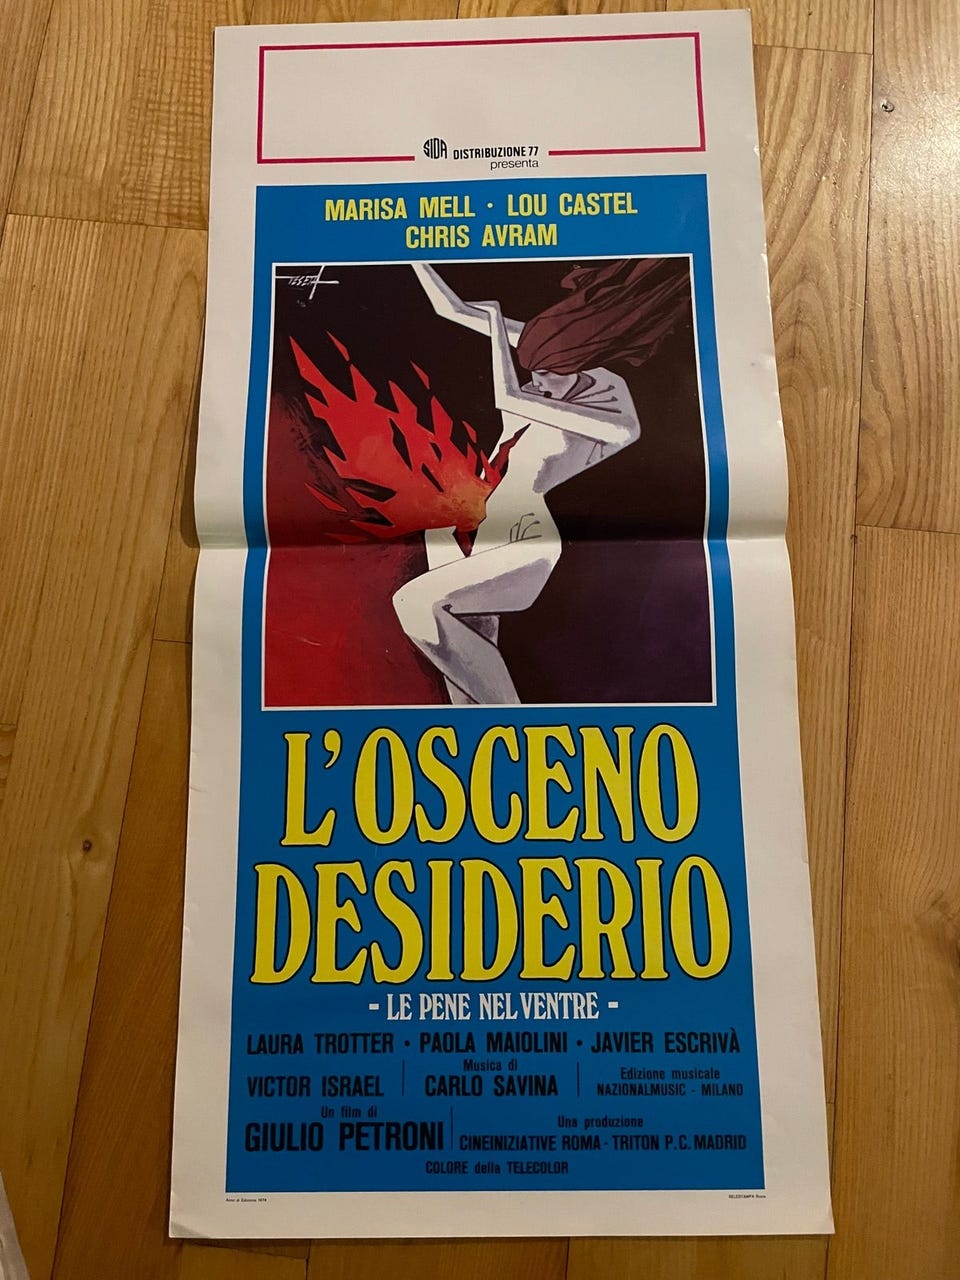 SIDA DISTRIBUZIONE 77
presenta
MARISA MELL · LOU CASTEL
CHRIS AVRAM
L'OSCENO
DESIDERIO
- LE PENE NEL VENTRE -
LAURA TROTTER · PAOLA MAIOLINI · JAVIER ESCRIVÀ
VICTOR ISRAEL
Musica di
CARLO SAVINA
Edizione musicale
NAZIONALMUSIC - MILANO
Un film di
GIULIO PETRONI
Una produzione
CINEINIZIATIVE ROMA - TRITON P.C. MADRID
COLORE della TELECOLOR